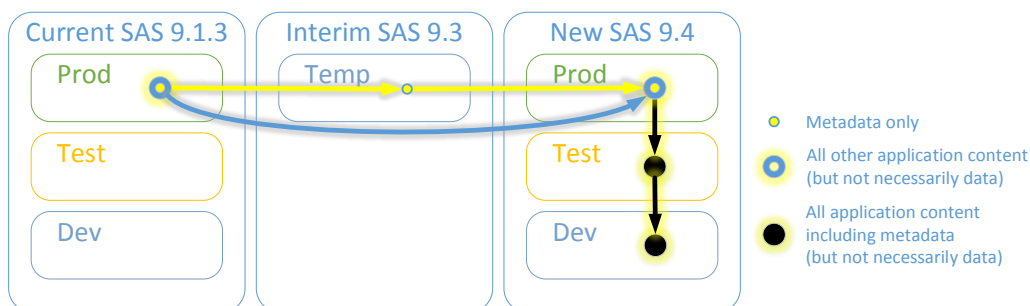 Current SAS 9.1.3
Interim SAS 9.3
New SAS 9.4
Prod
Temp
Prod
Test
Test
Dev
Dev
Metadata only
All other application content
(but not necessarily data)
All application content
including metadata
(but not necessarily data)